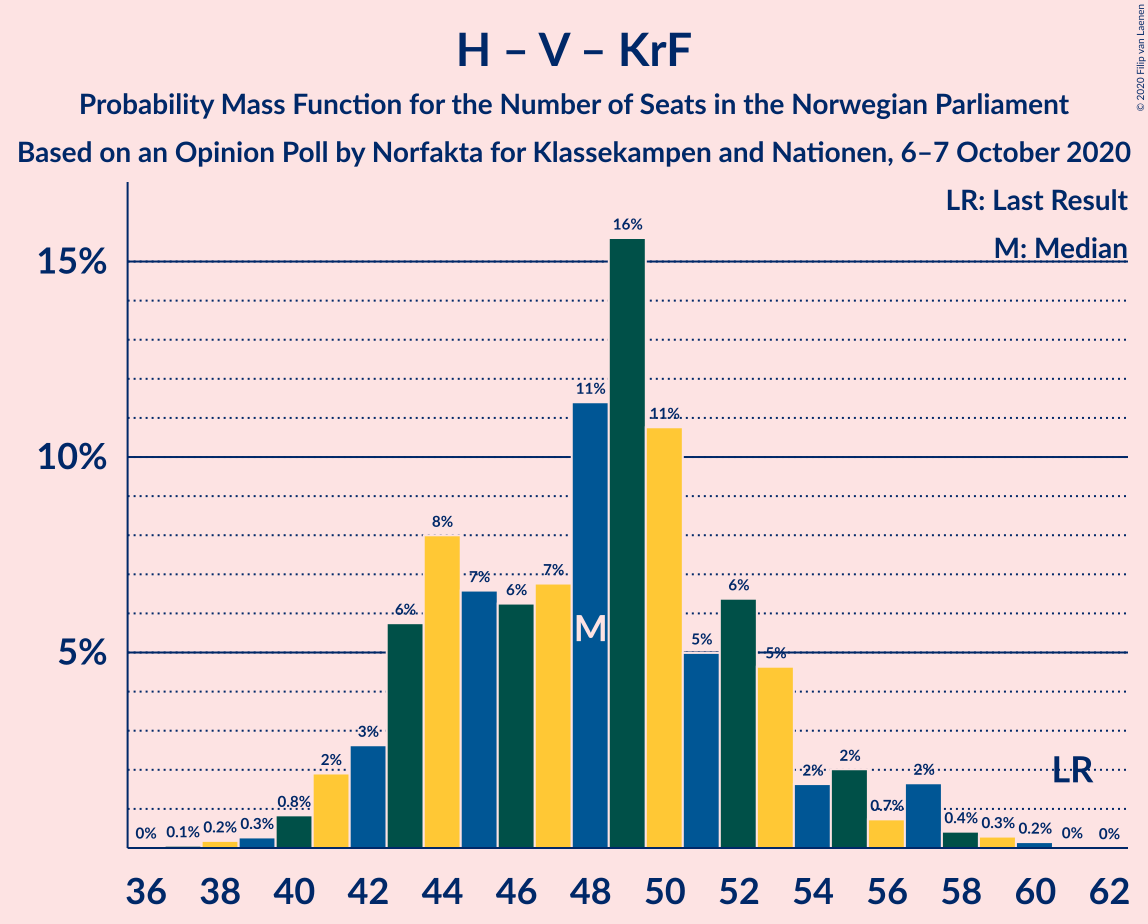 H – V – KrF
Probability Mass Function for the Number of Seats in the Norwegian Parliament
Based on an Opinion Poll by Norfakta for Klassekampen and Nationen, 6–7 October 2020
© 2020 Filip van Laenen
LR: Last Result
M: Median
15%
10%
5%
0% 0.1% 0.2% 0.3% 0.8% 2% 3% 6% 8% 7% 6% 7% 11% 16% 11% 5% 6% 5% 2% 2% 0.7% 2% 0.4% 0.3% 0.2% 0% 0%
M
LR
36 38 40 42 44 46 48 50 52 54 56 58 60 62